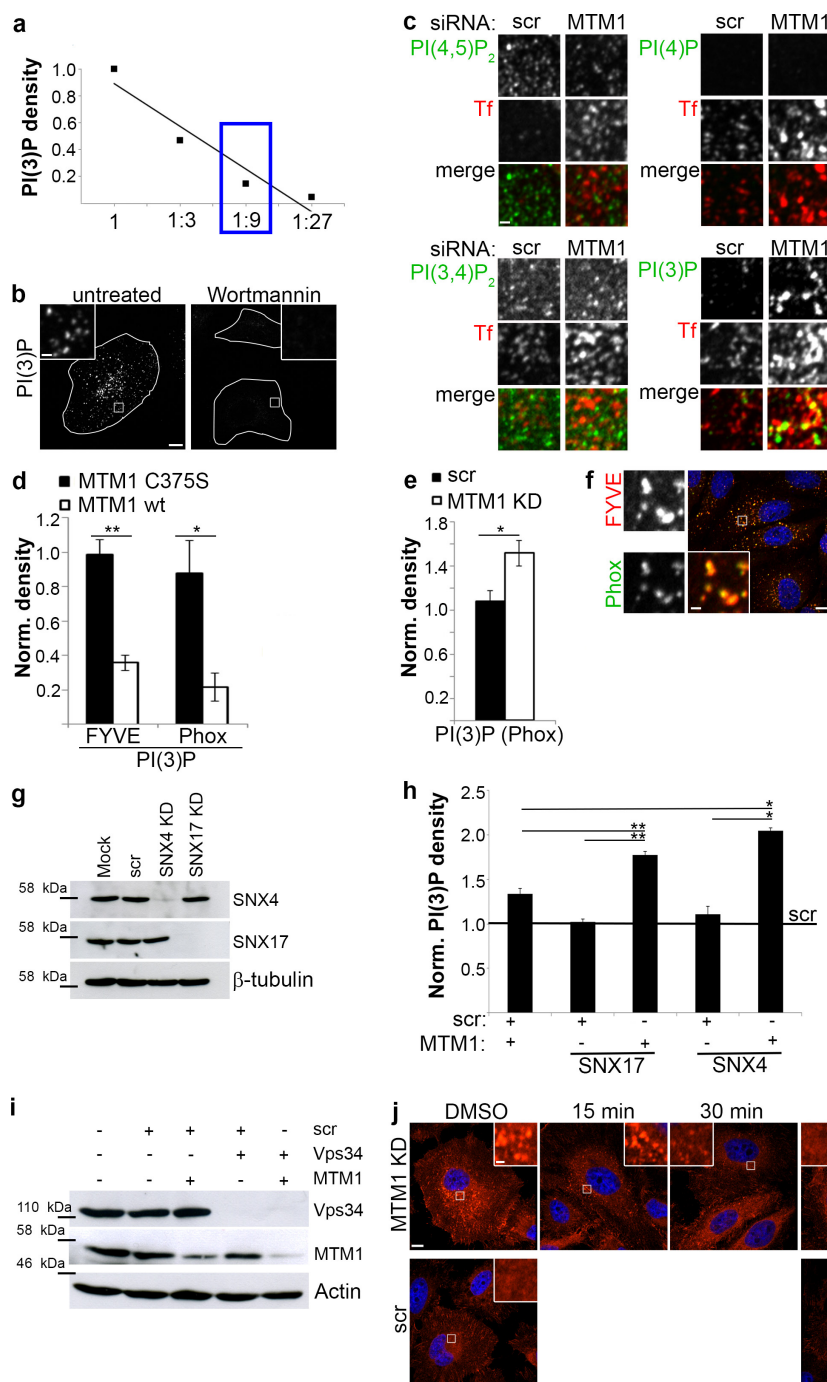 a
PI(3)P density
1.0
0.8
0.6
0.4
0.2
1 1:3 1:9 1:27
b
untreated Wortmannin
PI(3)P
c
siRNA: scr MTM1
PI(4,5)P2
Tf
merge
scr MTM1
PI(4)P
Tf
merge
siRNA: scr MTM1
PI(3,4)P2
Tf
merge
scr MTM1
PI(3)P
Tf
merge
d
MTM1 C375S
MTM1 wt
Norm. density
1.2
1.0
0.8
0.6
0.4
0.2
** *
FYVE Phox
PI(3)P
e
scr
MTM1 KD
Norm. density
1.8
1.4
1.0
0.6
0.2
*
PI(3)P (Phox)
f
FYVE
Phox
g
Mock scr SNX4 KD SNX17 KD
58 kDa
SNX4
SNX17
58 kDa
β-tubulin
h
Norm. PI(3)P density
2.5
2.0
1.5
1.0
0.5
*
*
**
**
scr
scr: + + - + -
MTM1: + - + - +
SNX17 SNX4
i
- + + + - scr
- - - + + Vps34
- - + - + MTM1
110 kDa
Vps34
58 kDa
MTM1
46 kDa
Actin
j
DMSO 15 min 30 min
MTM1 KD
scr